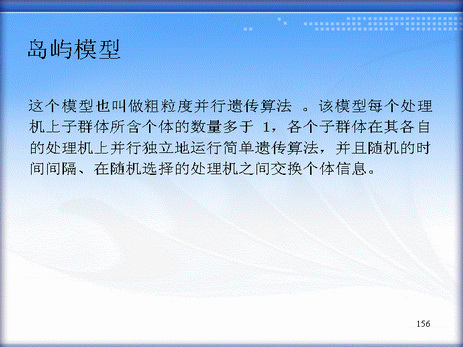 岛屿模型
这个模型也叫做粗粒度并行遗传算法 。该模型每个处理
机上子群体所含个体的数量多于 1，各个子群体在其各自
的处理机上并行独立地运行简单遗传算法，并且随机的时
间间隔、在随机选择的处理机之间交换个体信息。
156